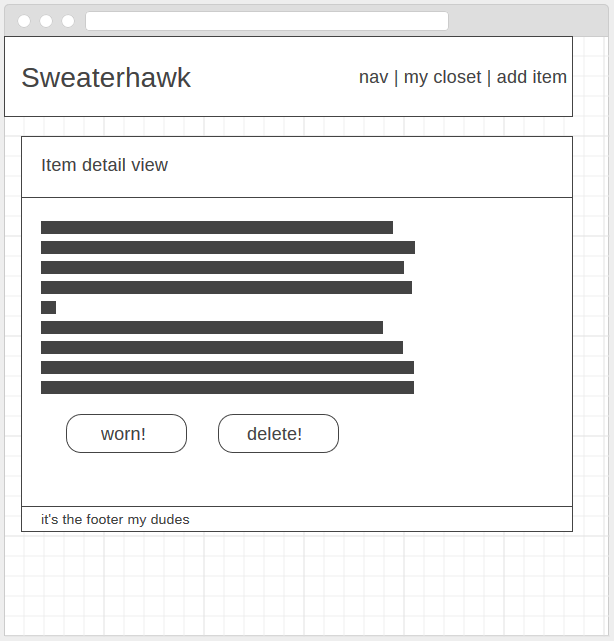 Sweaterhawk
nav | my closet | add item
Item detail view
worn!
delete!
it's the footer my dudes